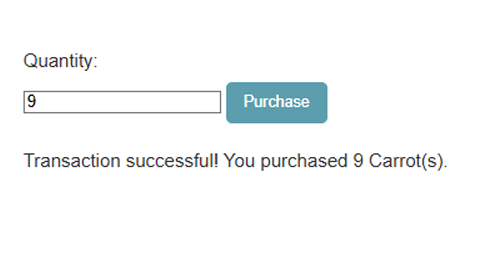 Quantity:
9 Purchase
Transaction successful! You purchased 9 Carrot(s).